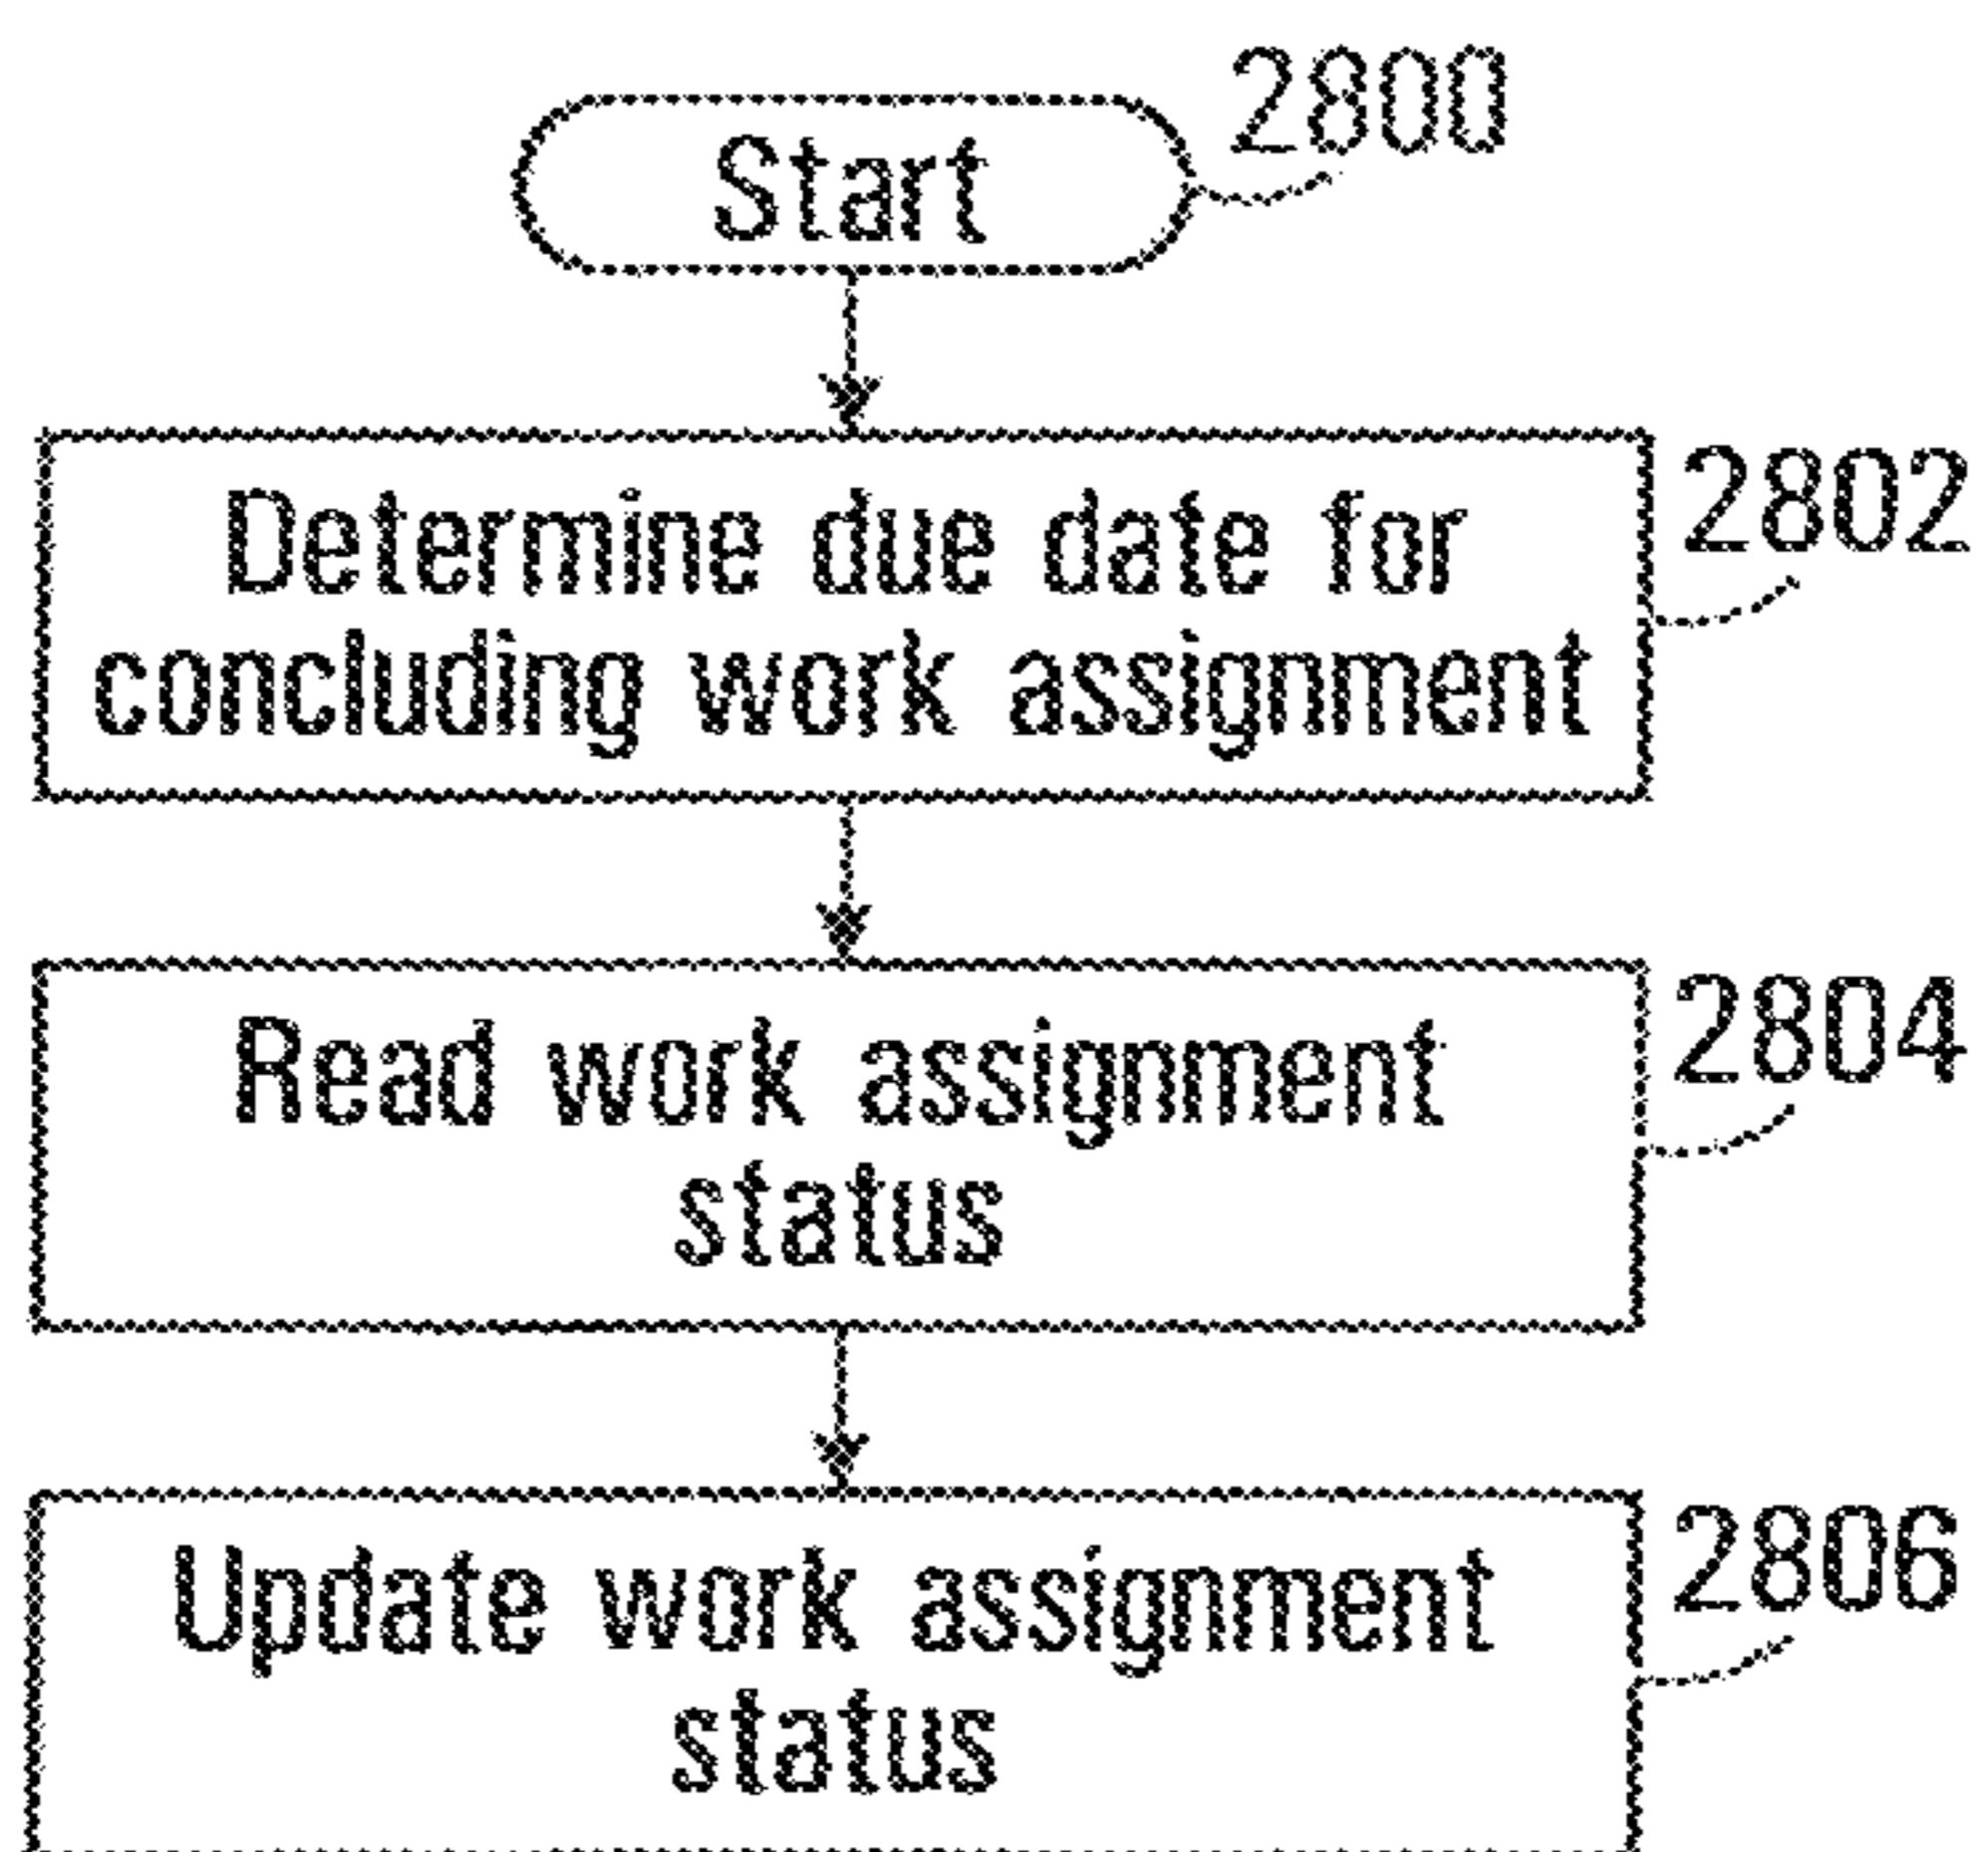 2800
Start
2802
Determine due date for
concluding work assignment
2804
Read work assignment
status
2806
Update work assignment
status